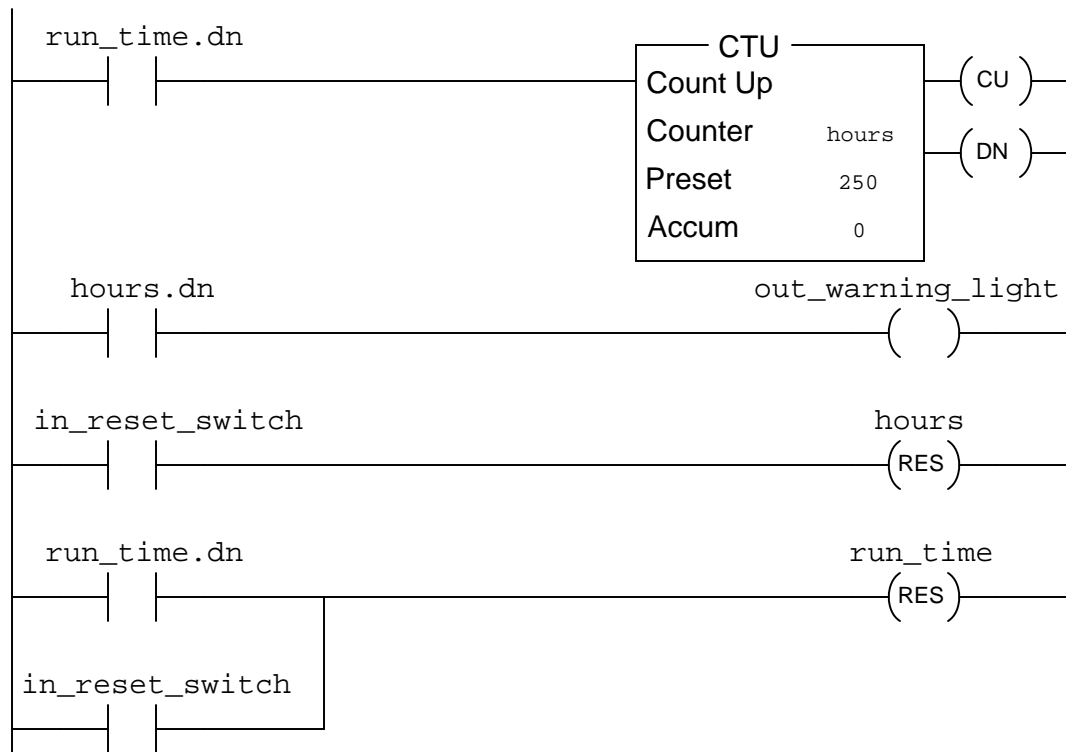 run_time.dn
CTU
Count Up
CU
Counter hours
DN
Preset 250
Accum 0
hours.dn
out_warning_light
in_reset_switch
hours
RES
run_time.dn
run_time
RES
in_reset_switch